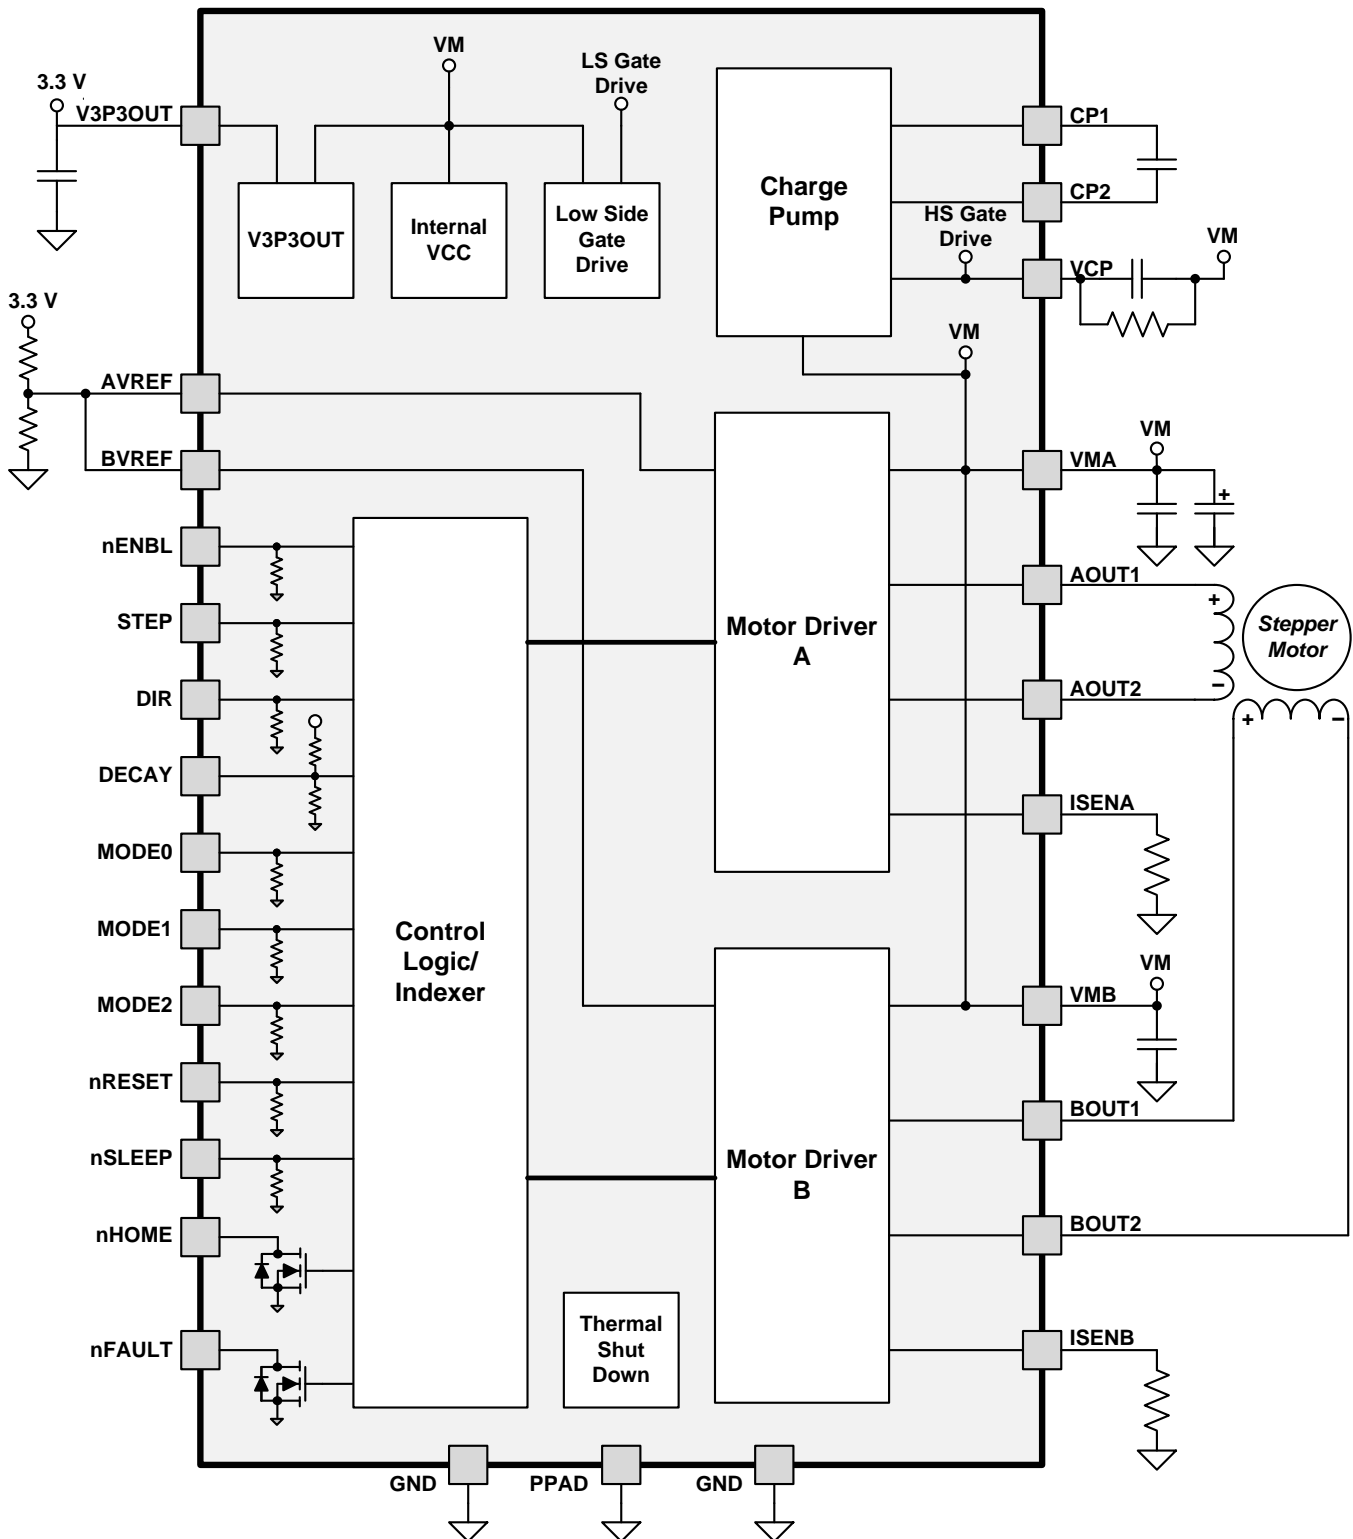 VM
LS Gate
Drive
3.3 V
V3P3OUT
CP1
Charge
Pump
CP2
V3P3OUT
Internal
VCC
Low Side
Gate
Drive
HS Gate
Drive
VM
VCP
3.3 V
VM
AVREF
VM
BVREF
VMA
+
nENBL
AOUT1
STEP
+
Stepper
Motor
Motor Driver
A
DIR
AOUT2
–
+
–
DECAY
ISENA
MODE0
MODE1
Control
Logic/
Indexer
VM
MODE2
VMB
nRESET
BOUT1
nSLEEP
Motor Driver
B
nHOME
BOUT2
Thermal
Shut
Down
nFAULT
ISENB
GND
PPAD
GND